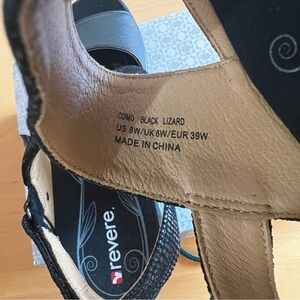 COMO BLACK LIZARD
US 8W/UK 6W/EUR 39W
MADE IN CHINA
revere.